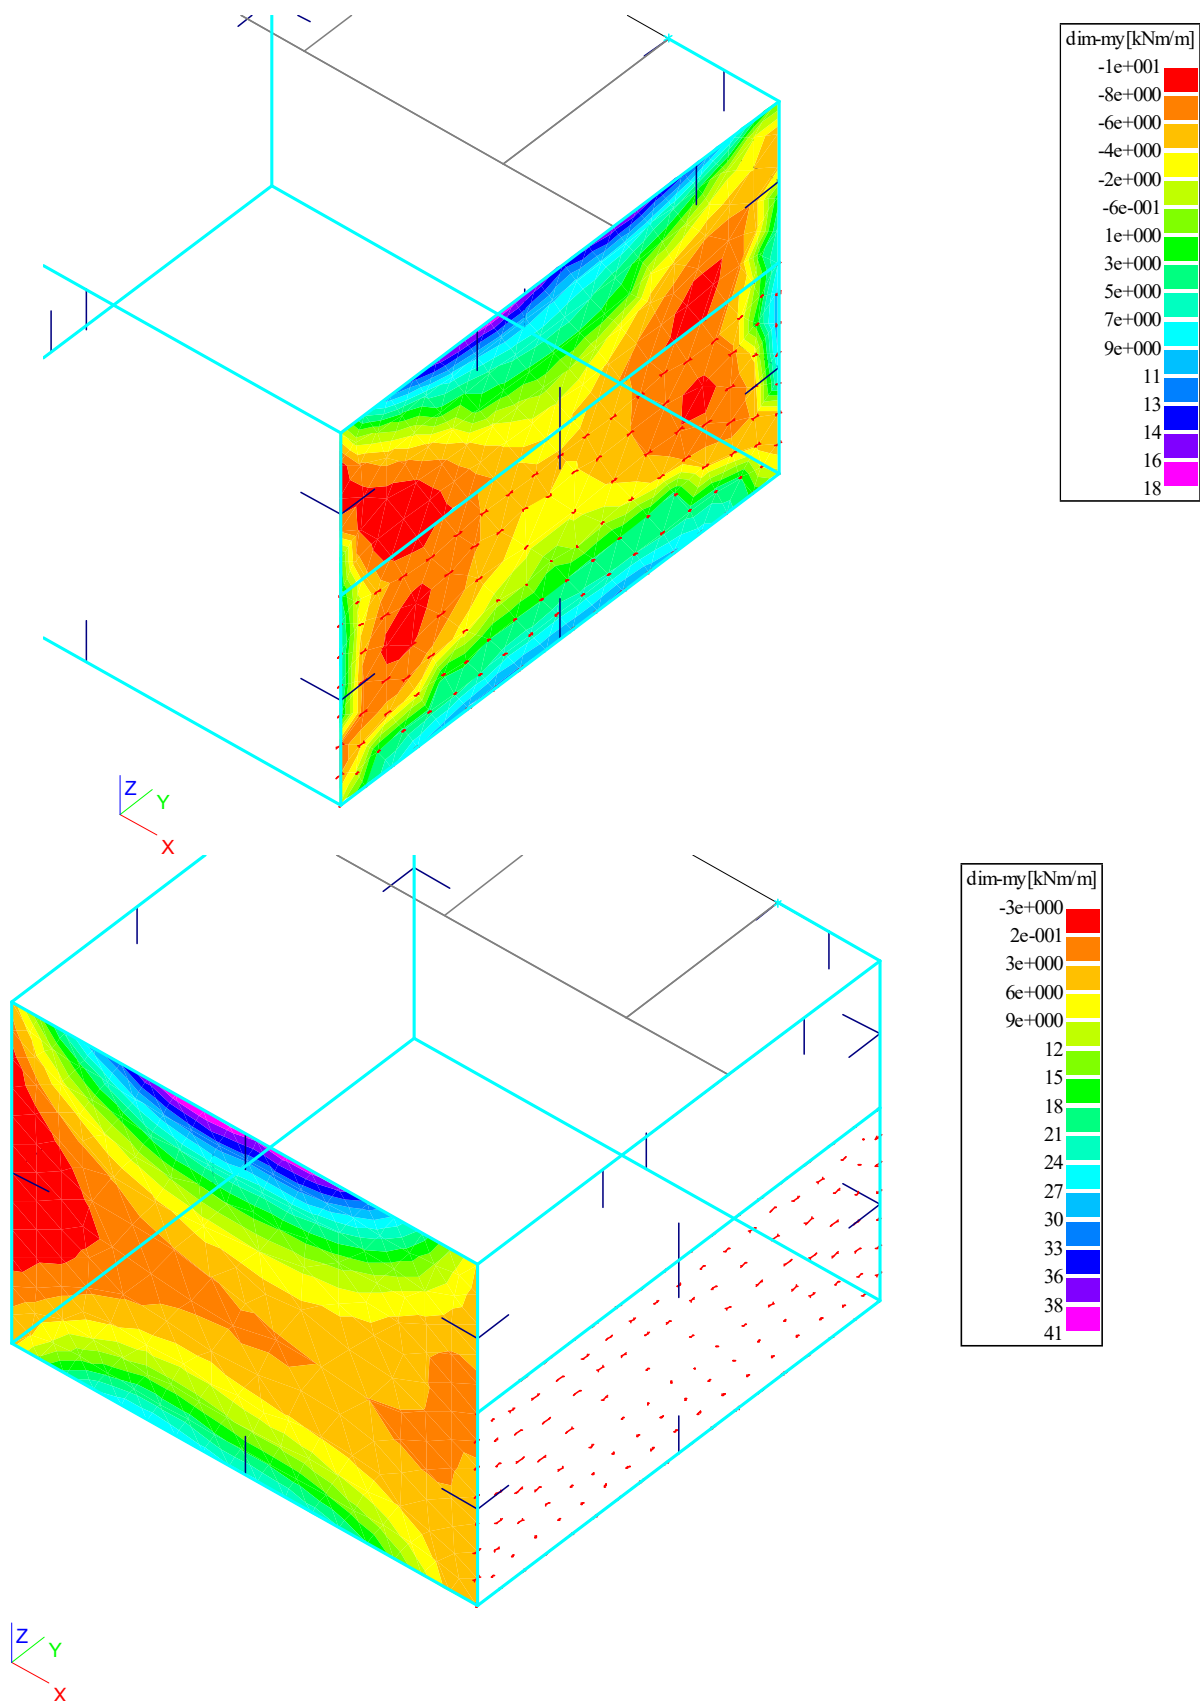 dim-my[kNm/m]
-1e+001
-8e+000
-6e+000
-4e+000
-2e+000
-6e-001
1e+000
3e+000
5e+000
7e+000
9e+000
11
13
14
16
18
Z
Y
X
dim-my[kNm/m]
-3e+000
2e-001
3e+000
6e+000
9e+000
12
15
18
21
24
27
30
33
36
38
41
Z
Y
X